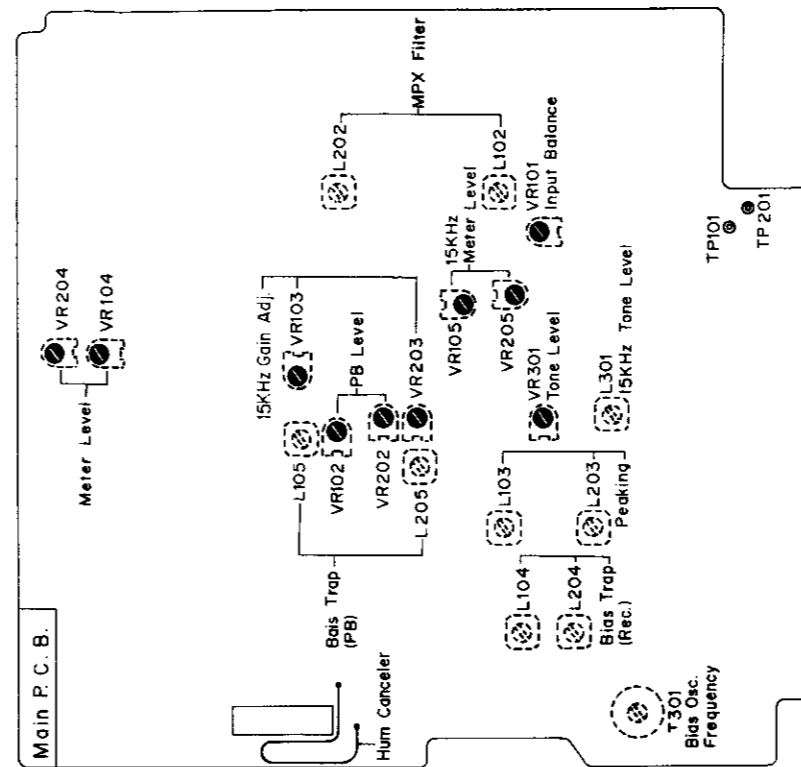 Main P. C. B.
Meter Level
VR204
VR104
15KHz Gain Adj.
VR103
L105
VR102
PB Level
VR202
VR203
L205
Bais Trap
(PB)
Hum Canceler
L202
MPX Filter
L102
15KHz
Meter Level
VR105
VR205
VR101
Input Balance
VR301
Tone Level
L301
15KHz Tone Level
L103
L203
Peaking
L104
L204
Bias Trap
(Rec.)
T301
Bias Osc.
Frequency
TP101
TP201